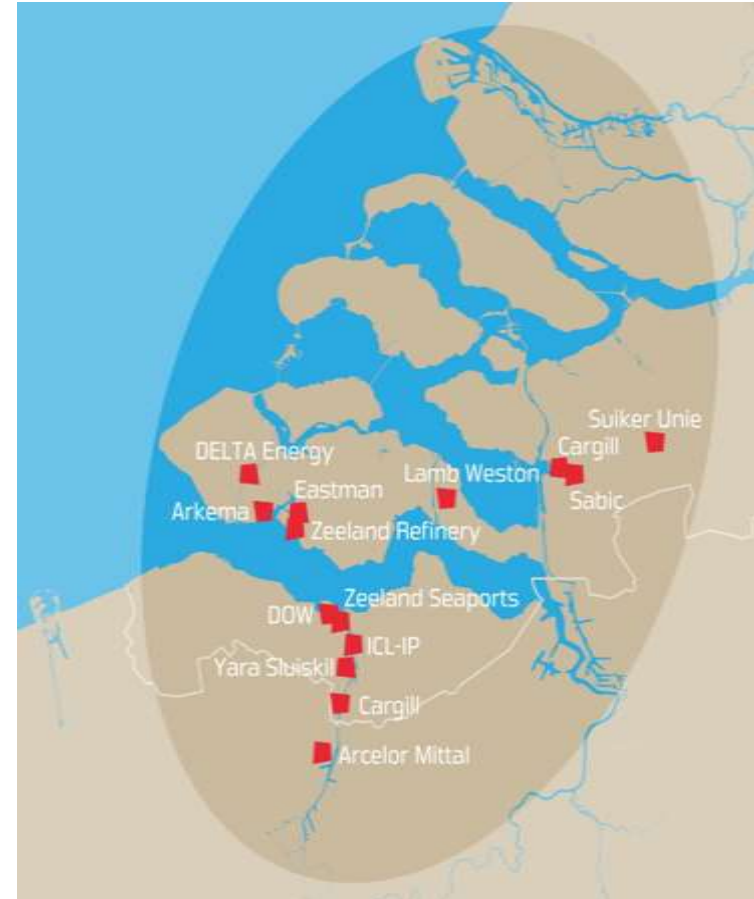 Suiker Unie
Cargill
DELTA Energy
Lamb Weston
Eastman
Sabic
Arkema
Zeeland Refinery
Zeeland Seaports
DOW
ICL-IP
Yara Sluiskil
Cargill
Arcelor Mittal